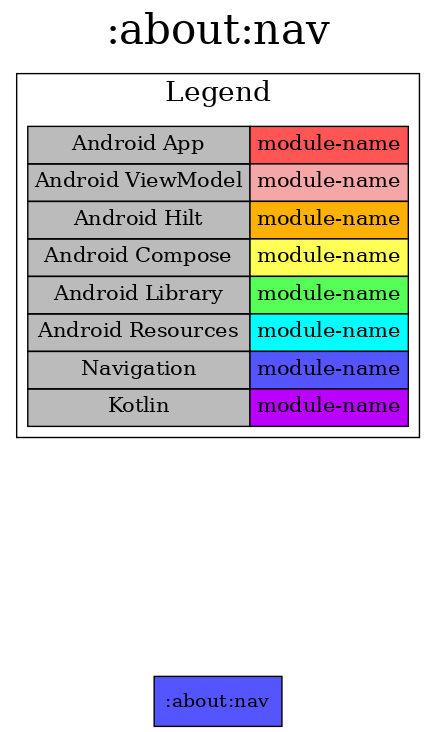 :about:nav
Legend
Android App module-name
Android ViewModel module-name
Android Hilt module-name
Android Compose module-name
Android Library module-name
Android Resources module-name
Navigation module-name
Kotlin module-name
:about:nav